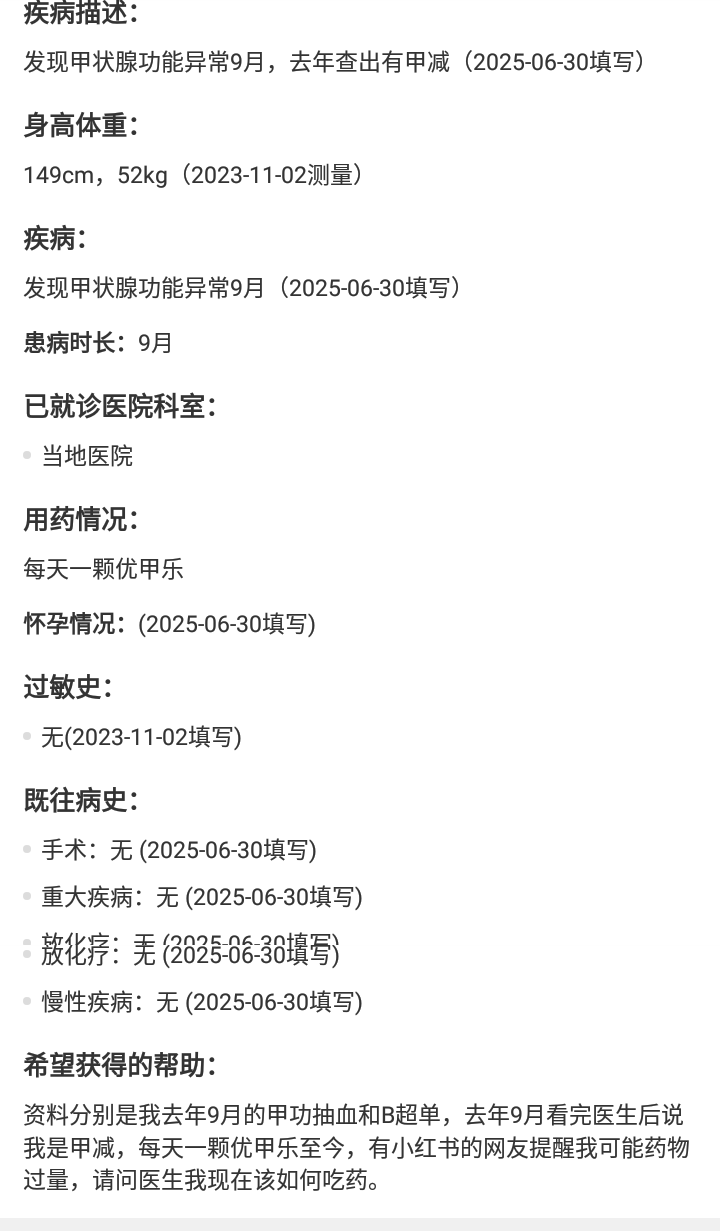 疾病描述：
发现甲状腺功能异常9月，去年查出有甲减（2025-06-30填写）
身高体重：
149cm，52kg（2023-11-02测量）
疾病：
发现甲状腺功能异常9月（2025-06-30填写）
患病时长：9月
已就诊医院科室：
当地医院
用药情况：
每天一颗优甲乐
怀孕情况：(2025-06-30填写)
过敏史：
无(2023-11-02填写)
既往病史：
手术：无 (2025-06-30填写)
重大疾病：无 (2025-06-30填写)
放化疗：无 (2025-06-30填写)
慢性疾病：无 (2025-06-30填写)
希望获得的帮助：
资料分别是我去年9月的甲功抽血和B超单，去年9月看完医生后说
我是甲减，每天一颗优甲乐至今，有小红书的网友提醒我可能药物
过量，请问医生我现在该如何吃药。